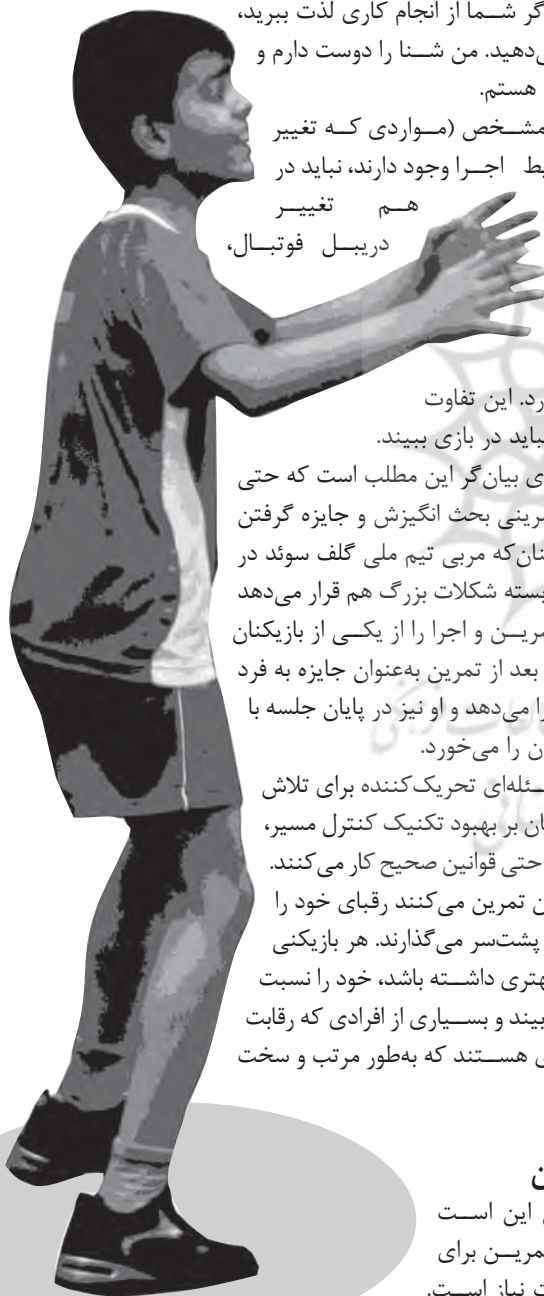 گر شما از انجام کاری لذت ببرید،
ی‌دهید. من شنا را دوست دارم و
هستم.
مشخص (مواردی که تغییر
یط اجرا وجود دارند، نباید در
هم تغییر
دریبل فوتبال،
رد. این تفاوت
نباید در بازی ببیند.
ی بیان‌گر این مطلب است که حتی
مرینی بحث انگیزش و جایزه گرفتن
نان‌که مربی تیم ملی گلف سوئد در
بسته شکلات بزرگ هم قرار می‌دهد
مرین و اجرا را از یکی از بازیکنان
بعد از تمرین به‌عنوان جایزه به فرد
را می‌دهد و او نیز در پایان جلسه با
ن را می‌خورد.
ئله‌ای تحریک‌کننده برای تلاش
ان بر بهبود تکنیک کنترل مسیر،
حتی قوانین صحیح کار می‌کنند.
ن تمرین می‌کنند رقبای خود را
پشت‌سر می‌گذارند. هر بازیکنی
بهتری داشته باشد، خود را نسبت
بیند و بسیاری از افرادی که رقابت
ی هستند که به‌طور مرتب و سخت
ن
این است
مرین برای
ت نیاز است.